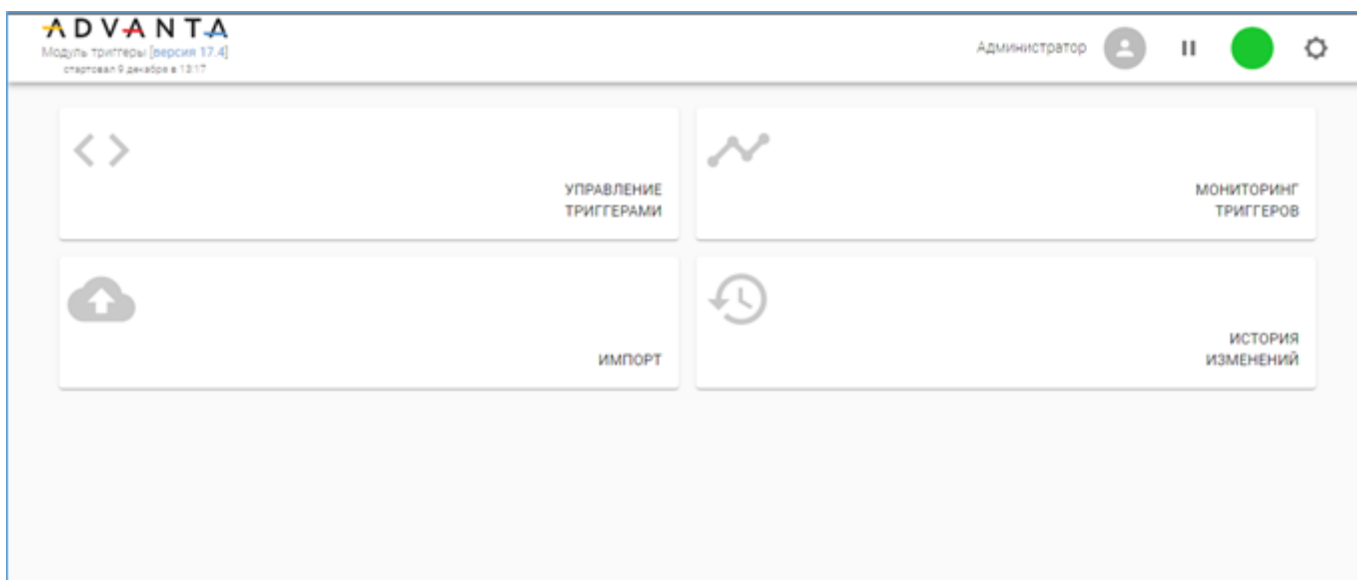 ADVANTA
Модуль триггеры [версия 17.4]
стартовал 9 декабря в 13:17
Администратор
УПРАВЛЕНИЕ
ТРИГГЕРАМИ
МОНИТОРИНГ
ТРИГГЕРОВ
ИМПОРТ
ИСТОРИЯ
ИЗМЕНЕНИЙ